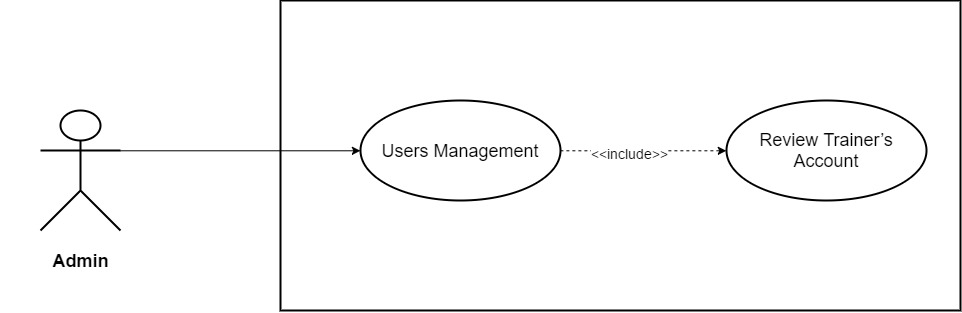 Users Management
<<include>>
Review Trainer’s
Account
Admin